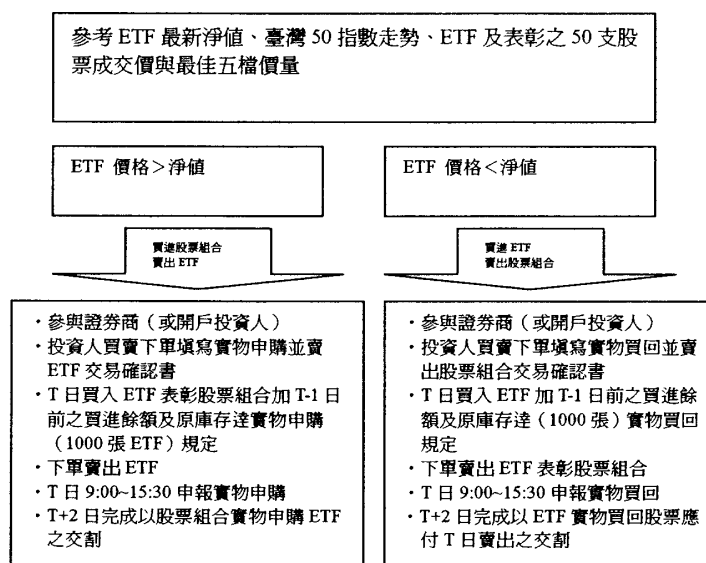 參考 ETF 最新淨值、臺灣 50 指數走勢、ETF 及表彰之 50 支股
票成交價與最佳五檔價量
ETF 價格＞淨值
ETF 價格＜淨值
買進股票組合
賣出 ETF
買進 ETF
賣出股票組合
・參與證券商（或開戶投資人）
・投資人買賣下單填寫實物申購並賣
ETF 交易確認書
・T 日買入 ETF 表彰股票組合加 T-1 日
前之買進餘額及原庫存達實物申購
（1000 張 ETF）規定
・下單賣出 ETF
・T 日 9:00~15:30 申報實物申購
・T+2 日完成以股票組合實物申購 ETF
之交割
・參與證券商（或開戶投資人）
・投資人買賣下單填寫實物買回並賣
出股票組合交易確認書
・T 日買入 ETF 加 T-1 日前之買進餘
額及原庫存達（1000 張）實物買回
規定
・下單賣出 ETF 表彰股票組合
・T 日 9:00~15:30 申報實物買回
・T+2 日完成以 ETF 實物買回股票應
付 T 日賣出之交割